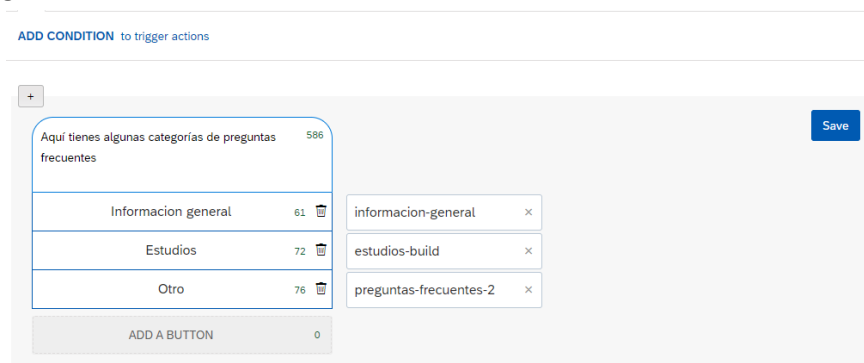 ADD CONDITION to trigger actions
+
Save
Aquí tienes algunas categorías de preguntas 586
frecuentes
Informacion general 61 informacion-general ×
Estudios 72 estudios-build ×
Otro 76 preguntas-frecuentes-2 ×
ADD A BUTTON 0